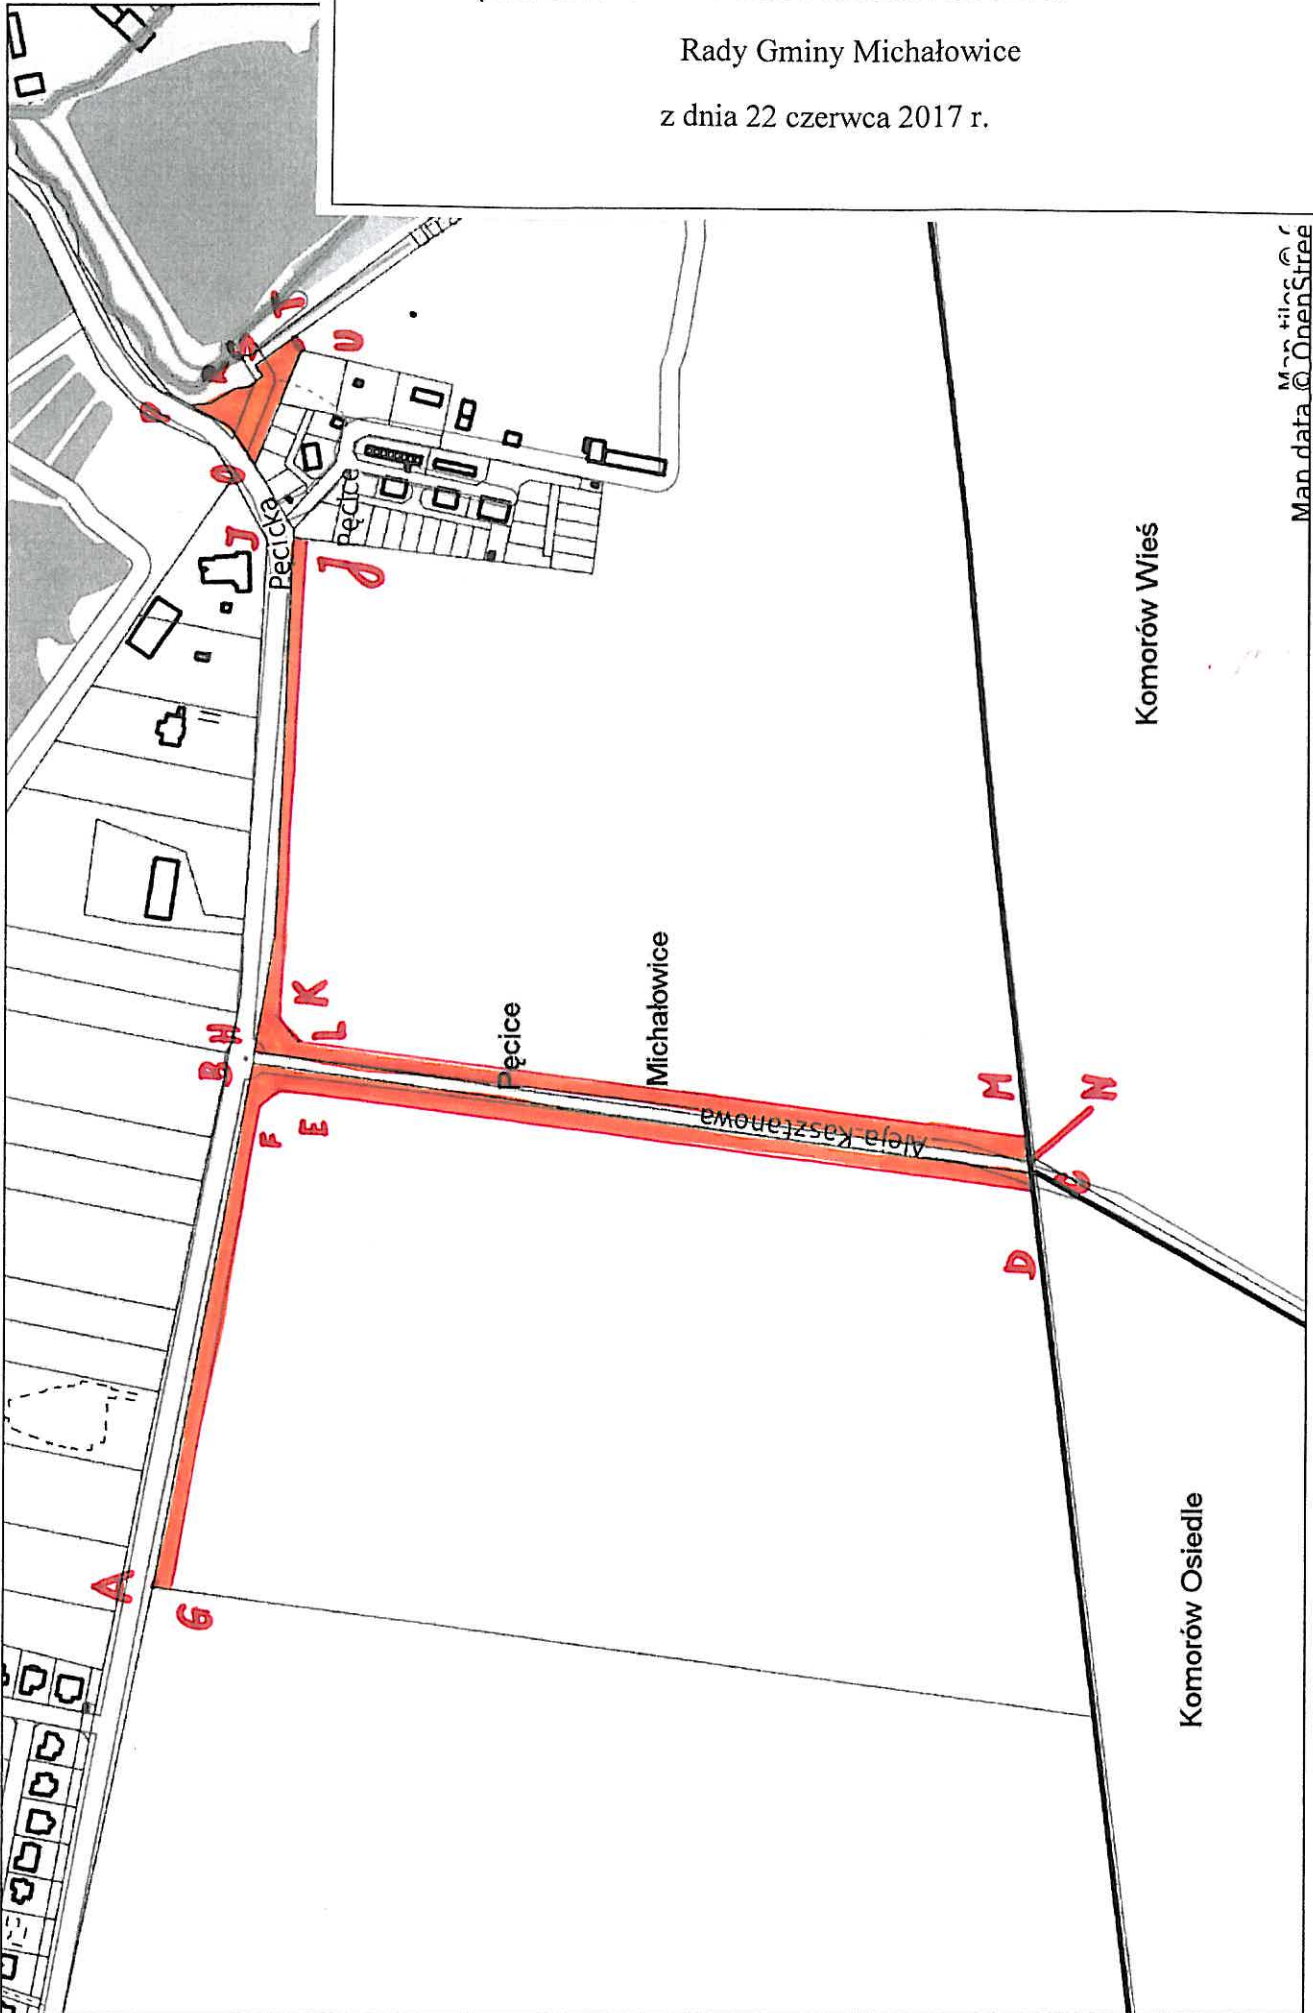 Rady Gminy Michałowice
z dnia 22 czerwca 2017 r.
T
S
U
O
J
Pęcicka
Pęcice
K
L
H
B
F
E
Pęcice
Michałowice
Aleja Kasztanowa
M
N
C
D
A
G
Komorów Wieś
Komorów Osiedle
Map data © OpenStree